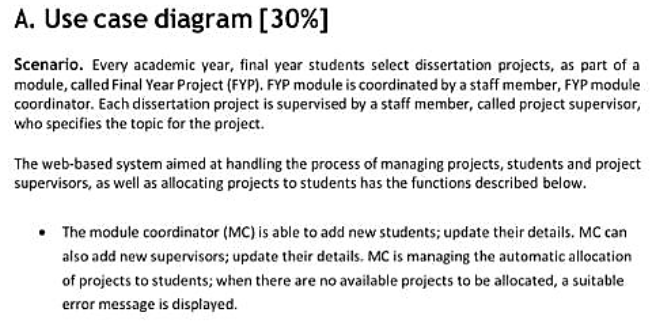 A. Use case diagram [30%]
Scenario. Every academic year, final year students select dissertation projects, as part of a
module, called Final Year Project (FYP). FYP module is coordinated by a staff member, FYP module
coordinator. Each dissertation project is supervised by a staff member, called project supervisor,
who specifies the topic for the project.
The web-based system aimed at handling the process of managing projects, students and project
supervisors, as well as allocating projects to students has the functions described below.
• The module coordinator (MC) is able to add new students; update their details. MC can
also add new supervisors; update their details. MC is managing the automatic allocation
of projects to students; when there are no available projects to be allocated, a suitable
error message is displayed.